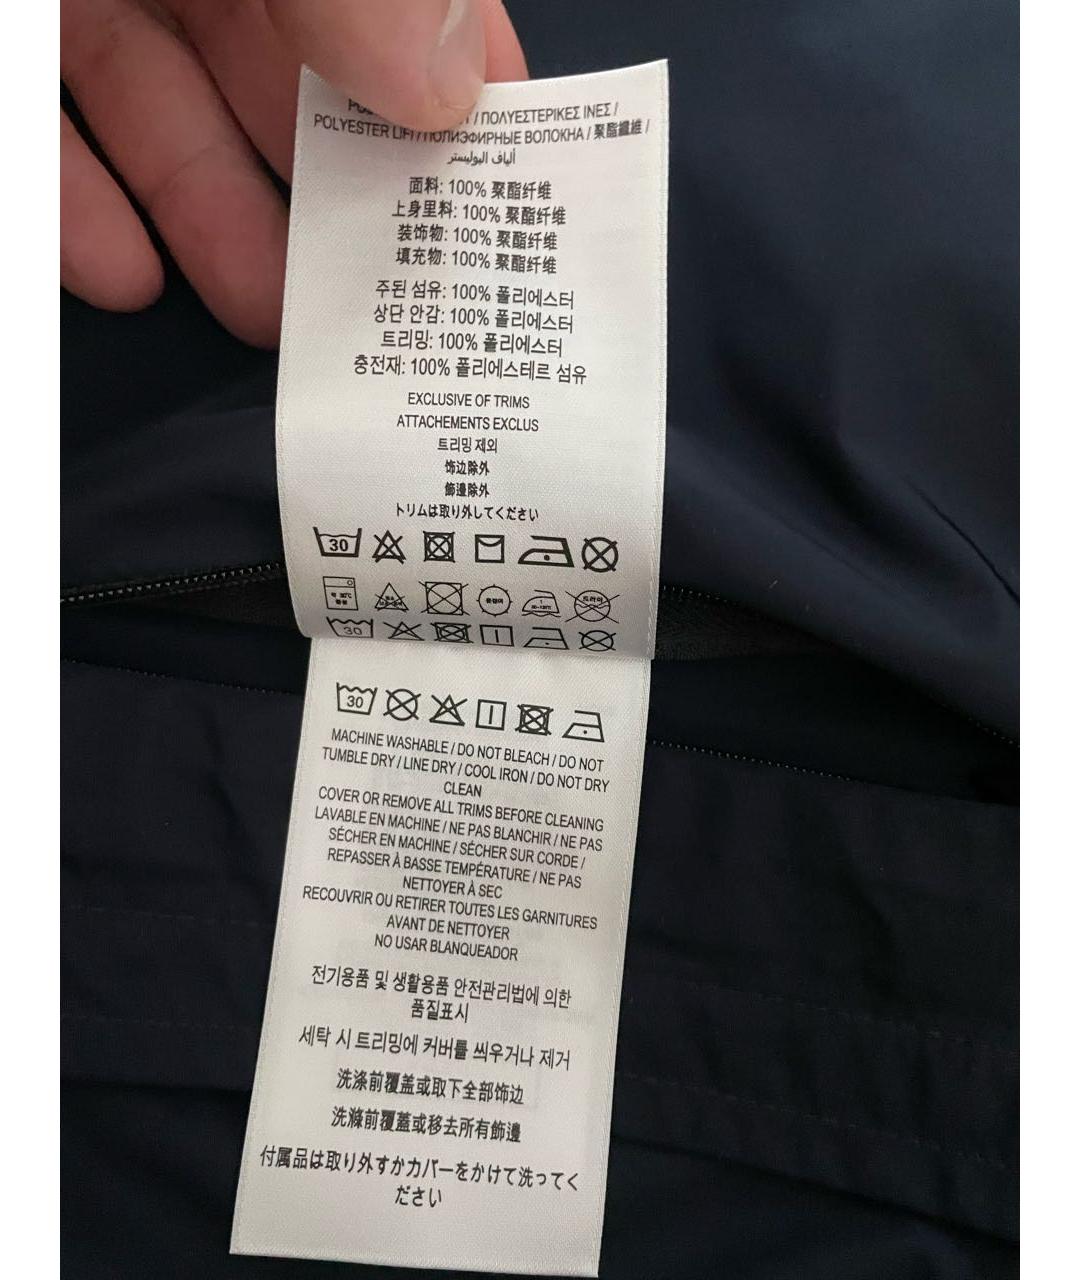 / ΠΟΛΥΕΣΤΕΡΙΚΕΣ ΙΝΕΣ /
POLYESTER LIFI / ПОЛИЭФИРНЫЕ ВОЛОКНА / 聚酯纖維 /
ألياف البوليستر
面料: 100% 聚酯纤维
上身里料: 100% 聚酯纤维
装饰物: 100% 聚酯纤维
填充物: 100% 聚酯纤维
주된 섬유: 100% 폴리에스터
상단 안감: 100% 폴리에스터
트리밍: 100% 폴리에스터
충전재: 100% 폴리에스테르 섬유
EXCLUSIVE OF TRIMS
ATTACHEMENTS EXCLUS
트리밍 제외
饰边除外
飾邊除外
トリムは取り外してください
30
30
30
MACHINE WASHABLE / DO NOT BLEACH / DO NOT
TUMBLE DRY / LINE DRY / COOL IRON / DO NOT DRY
CLEAN
COVER OR REMOVE ALL TRIMS BEFORE CLEANING
LAVABLE EN MACHINE / NE PAS BLANCHIR / NE PAS
SÉCHER EN MACHINE / SÉCHER SUR CORDE /
REPASSER À BASSE TEMPÉRATURE / NE PAS
NETTOYER À SEC
RECOUVRIR OU RETIRER TOUTES LES GARNITURES
AVANT DE NETTOYER
NO USAR BLANQUEADOR
전기용품 및 생활용품 안전관리법에 의한
품질표시
세탁 시 트리밍에 커버를 씌우거나 제거
洗涤前覆盖或取下全部饰边
洗滌前覆蓋或移去所有飾邊
付属品は取り外すかカバーをかけて洗ってく
ださい